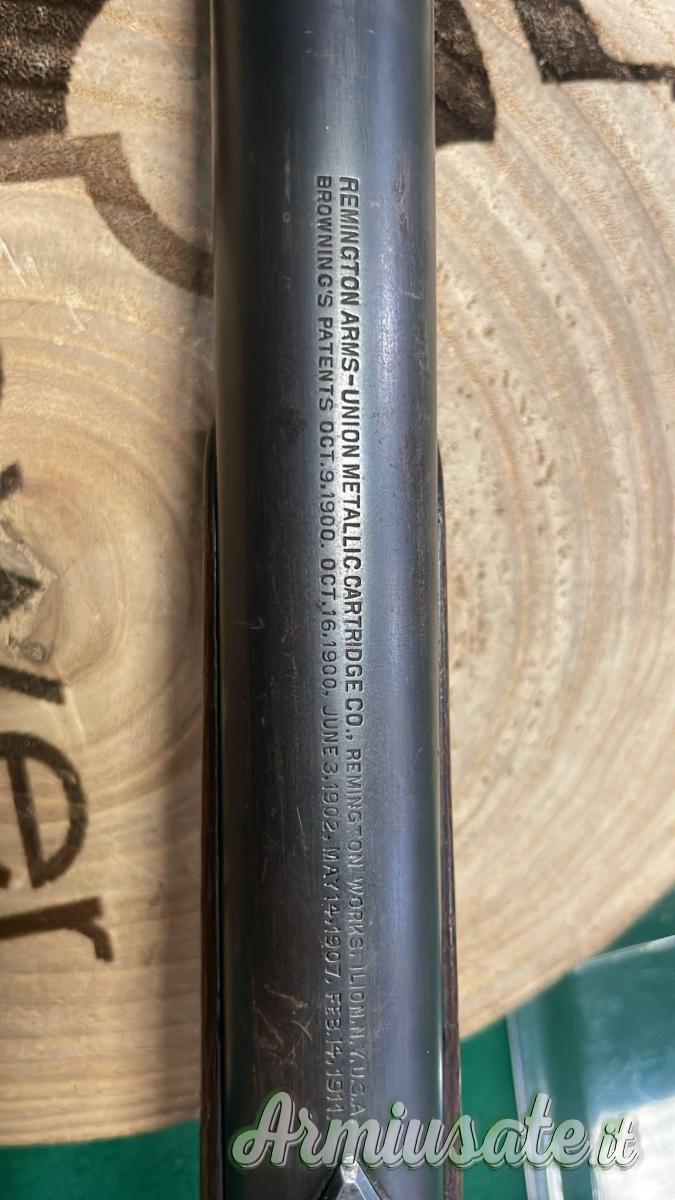 REMINGTON ARMS-UNION METALLIC CARTRIDGE CO., REMINGTON WORKS, ILION, N.Y. U.S.A
BROWNING'S PATENTS OCT.9.1900. OCT.16.1900, JUNE 3.1902, MAY 14,1907, FEB.14,1911.
ver
Armiusate.it